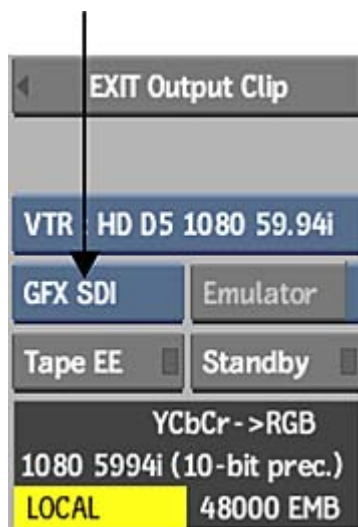 EXIT Output Clip
VTR : HD D5 1080 59.94i
GFX SDI Emulator
Tape EE Standby
YCbCr->RGB
1080 5994i (10-bit prec.)
LOCAL 48000 EMB